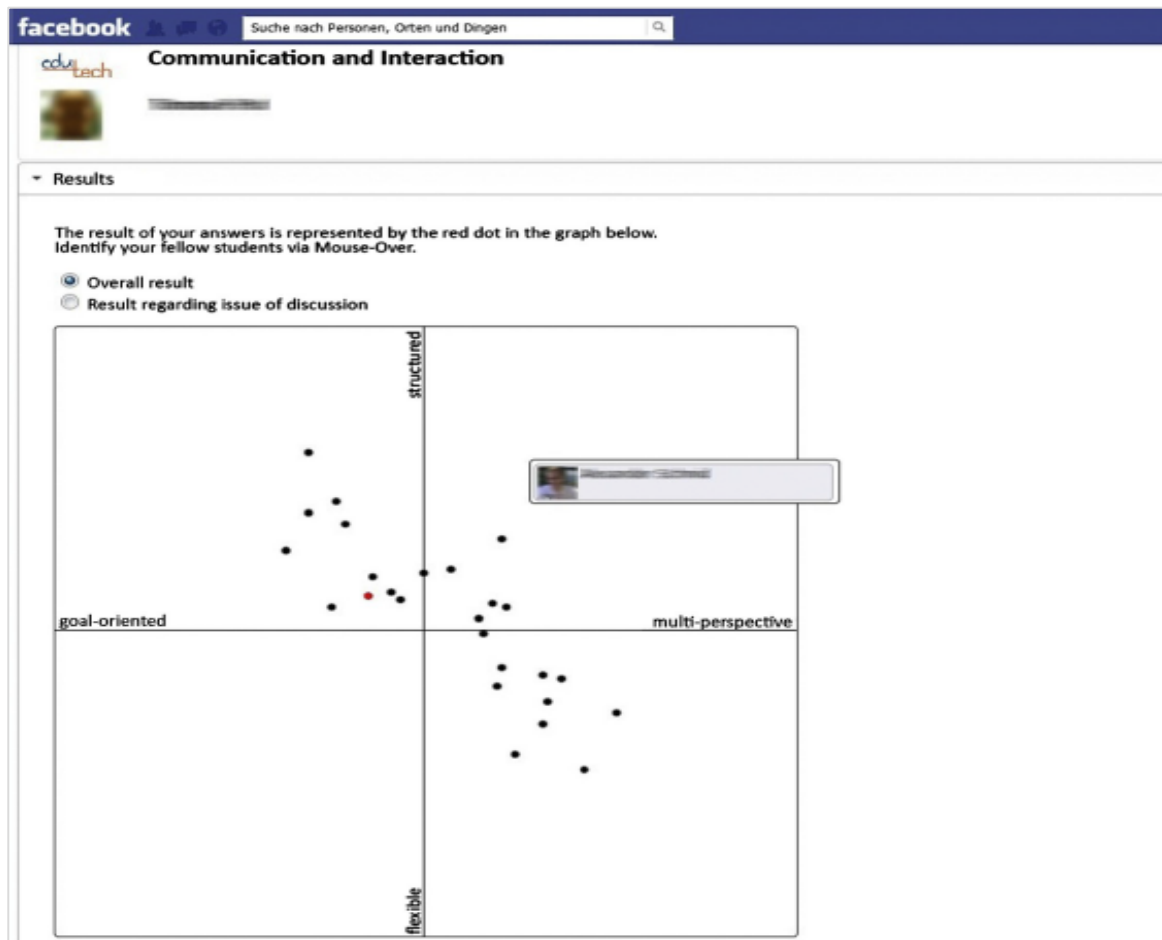 facebook
Suche nach Personen, Orten und Dingen
edutech
Communication and Interaction
Results
The result of your answers is represented by the red dot in the graph below.
Identify your fellow students via Mouse-Over.
Overall result
Result regarding issue of discussion
structured
goal-oriented
multi-perspective
flexible